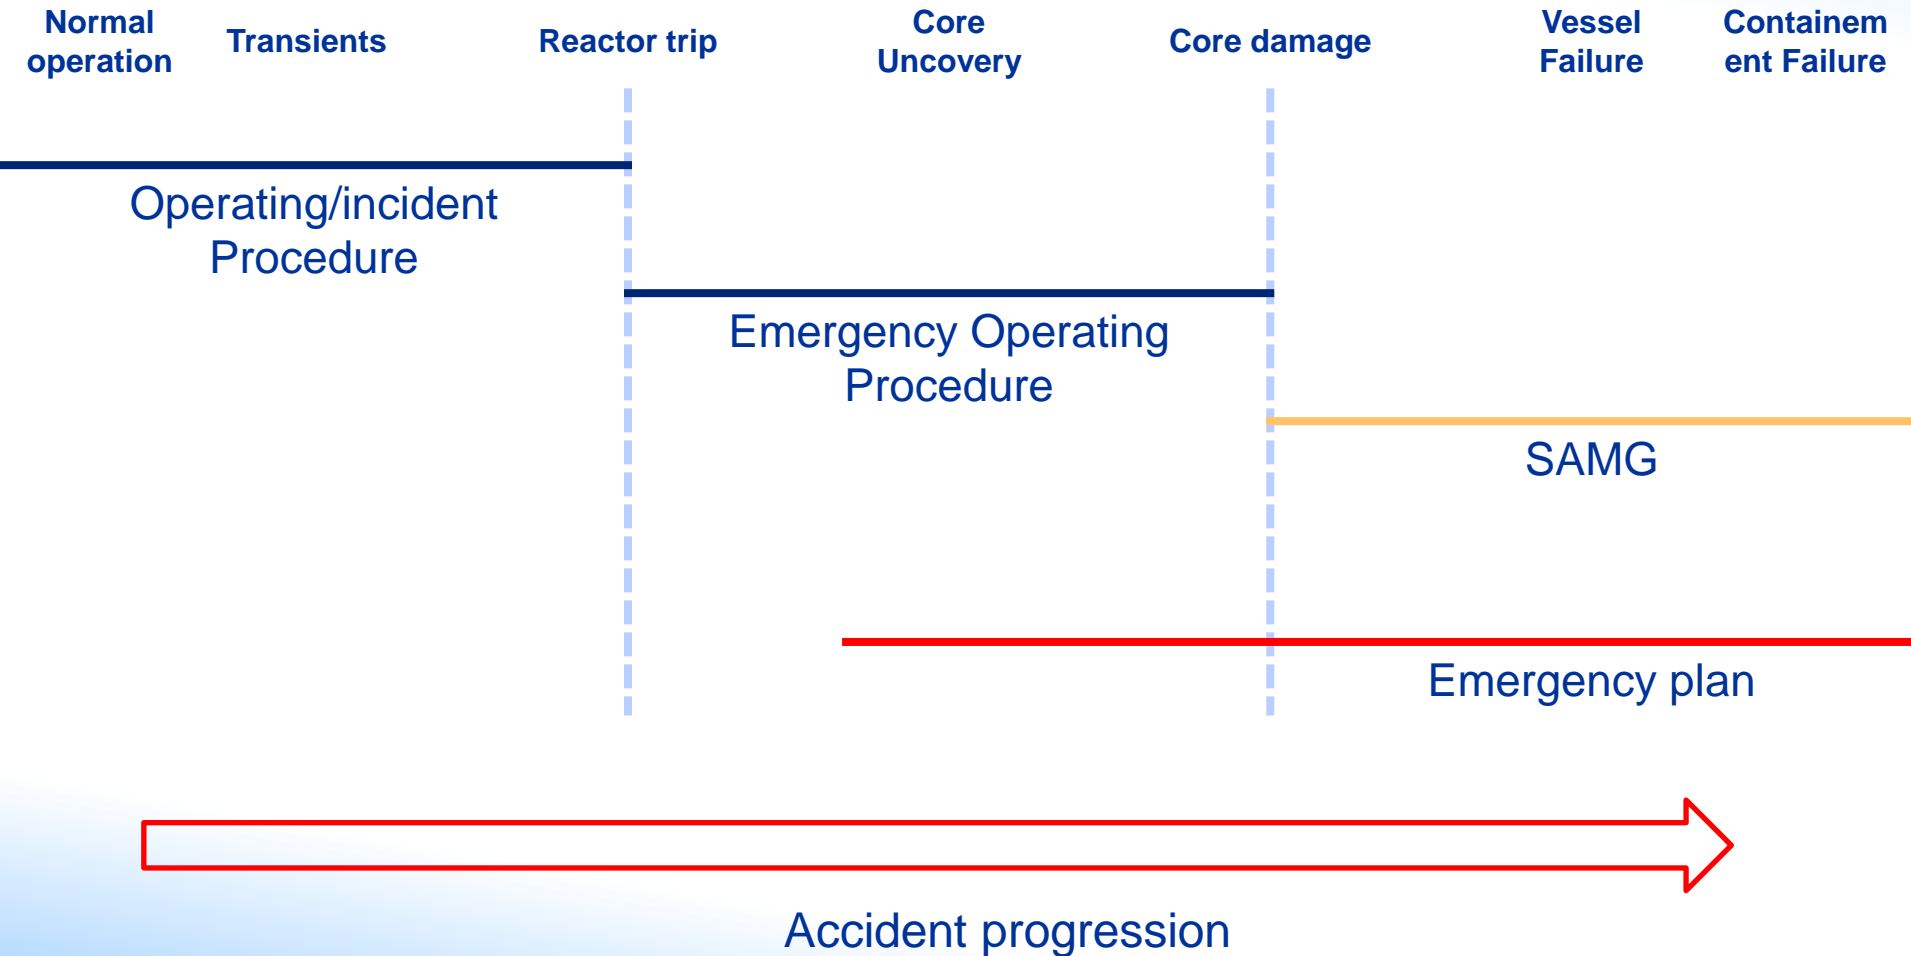 Normal
operation
Transients
Reactor trip
Core
Uncovery
Core damage
Vessel
Failure
Containem
ent Failure
Operating/incident
Procedure
Emergency Operating
Procedure
SAMG
Emergency plan
Accident progression